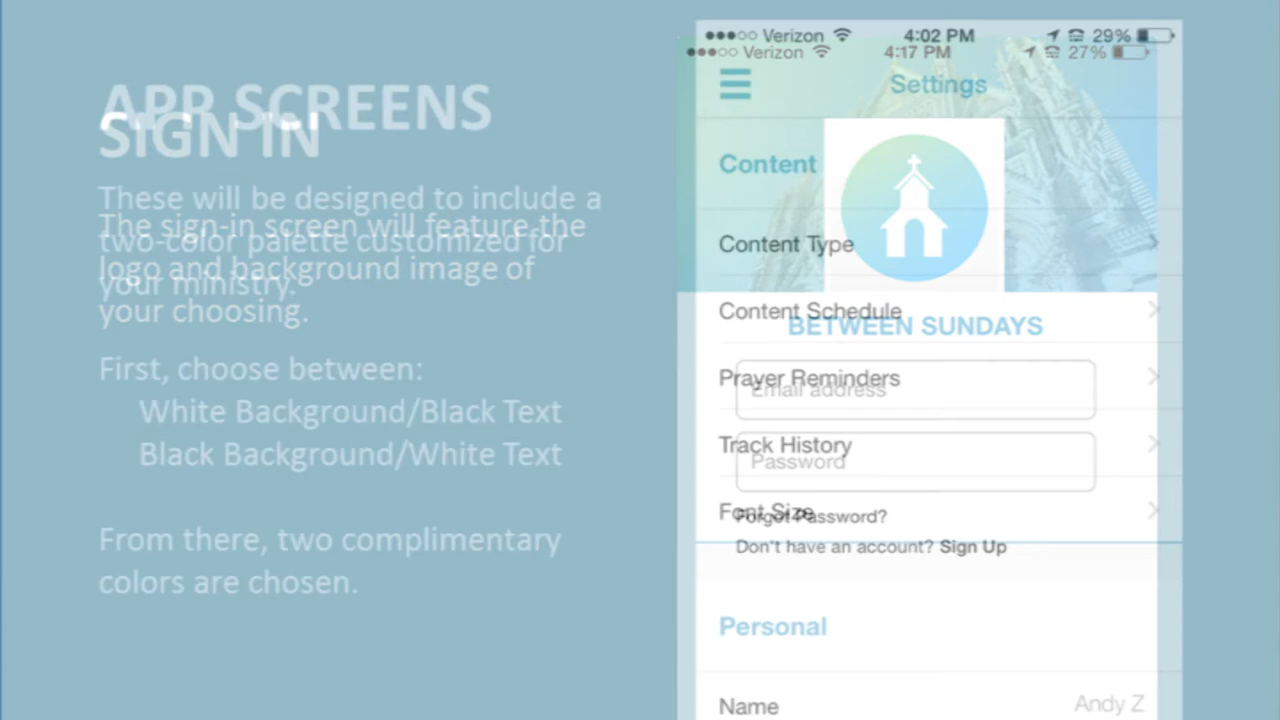 APP SCREENS
SIGN IN
These will be designed to include a
two-color palette customized for
your ministry.
The sign-in screen will feature the
logo and background image of
your choosing.
First, choose between:
White Background/Black Text
Black Background/White Text
From there, two complimentary
colors are chosen.
Verizon 4:02 PM 29%
Verizon 4:17 PM 27%
Settings
Content
Content Type
Content Schedule
BETWEEN SUNDAYS
Prayer Reminders
Email address
Track History
Password
Font Size
Forgot Password?
Don't have an account? Sign Up
Personal
Name Andy Z